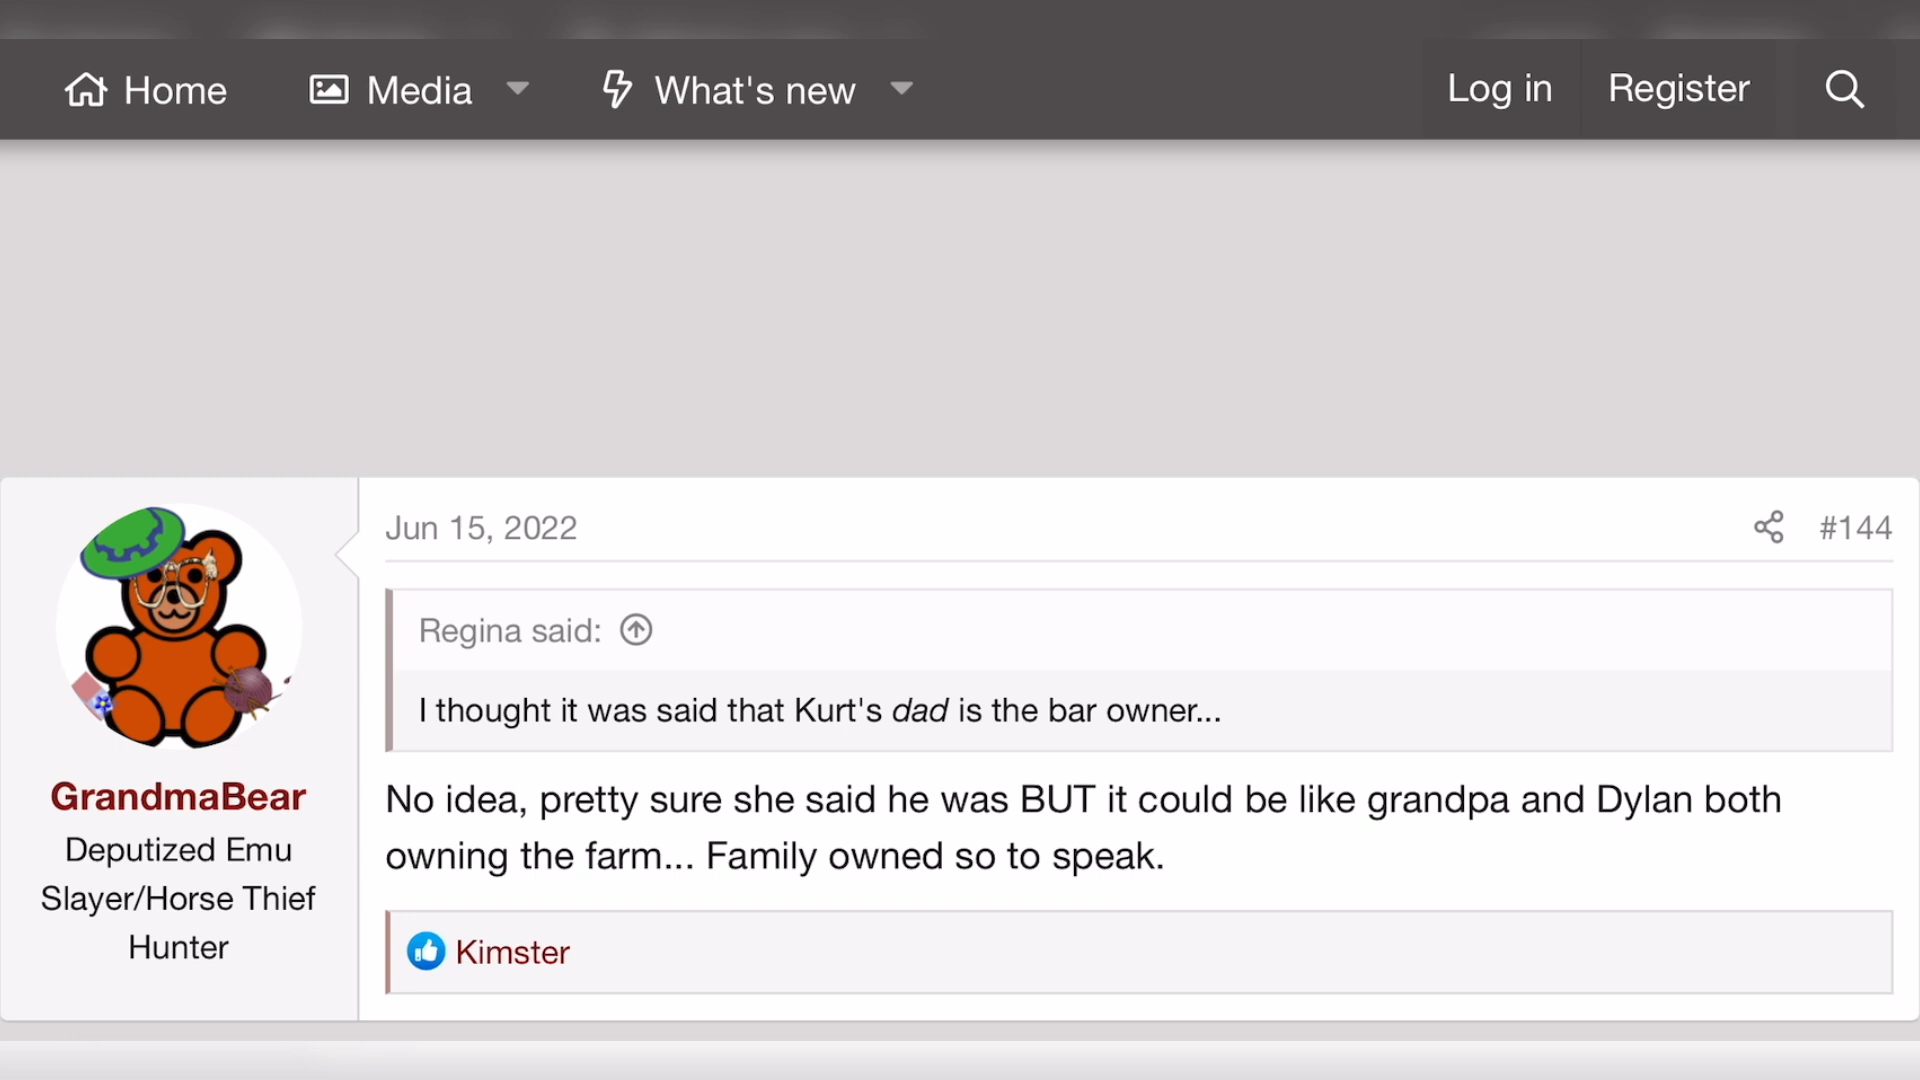 Home Media What's new Log in Register
Jun 15, 2022 #144
Regina said:
I thought it was said that Kurt's dad is the bar owner...
GrandmaBear
Deputized Emu
Slayer/Horse Thief
Hunter
No idea, pretty sure she said he was BUT it could be like grandpa and Dylan both
owning the farm... Family owned so to speak.
Kimster